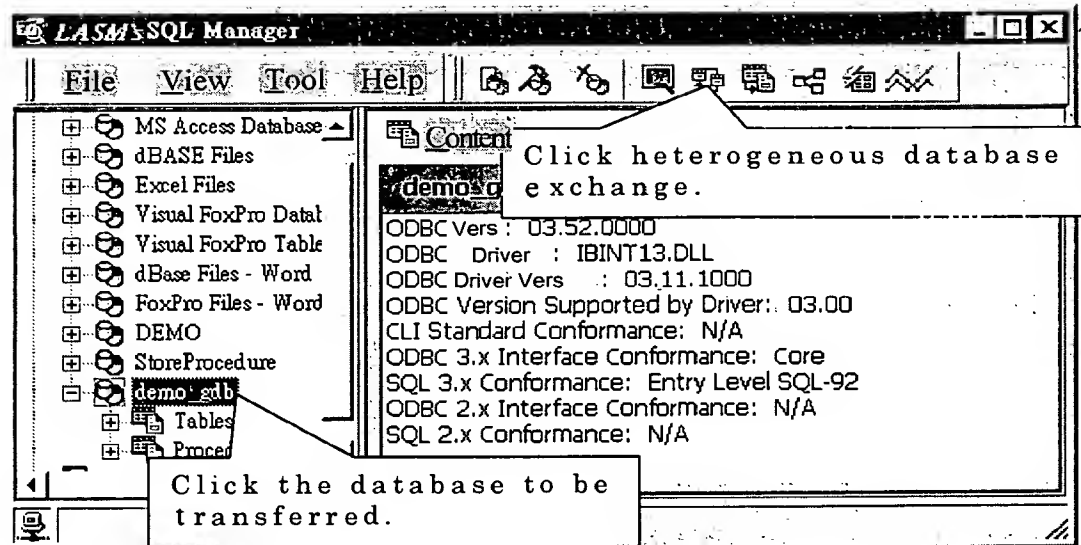 LASM's SQL Manager
File View Tool Help
MS Access Database
dBASE Files
Excel Files
Visual FoxPro Datab
Visual FoxPro Table
dBase Files - Word
FoxPro Files - Word
DEMO
StoreProcedure
demo_gdb
Tables
Proced
Content
demo_g
ODBC Vers : 03.52.0000
ODBC Driver : IBINT13.DLL
ODBC Driver Vers : 03.11.1000
ODBC Version Supported by Driver: 03.00
CLI Standard Conformance: N/A
ODBC 3.x Interface Conformance: Core
SQL 3.x Conformance: Entry Level SQL-92
ODBC 2.x Interface Conformance: N/A
SQL 2.x Conformance: N/A
Click heterogeneous database
exchange.
Click the database to be
transferred.